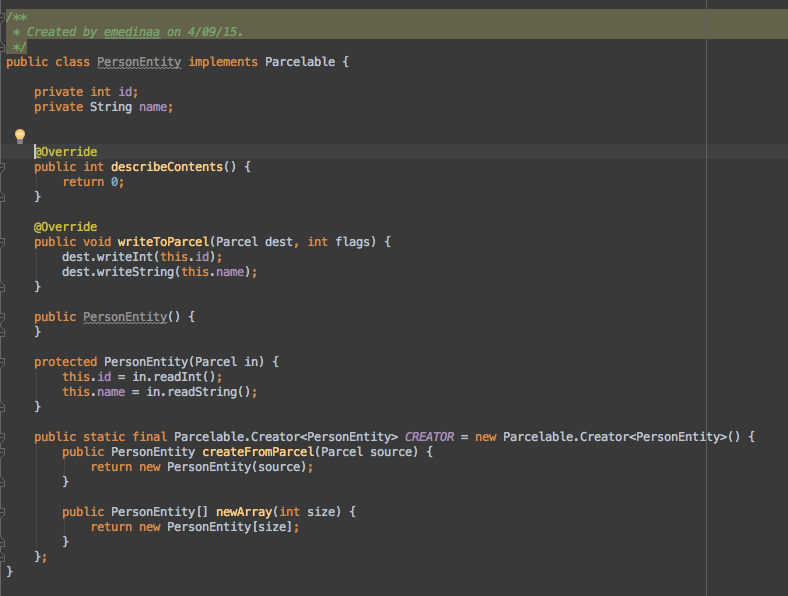 /**
 * Created by emedinaa on 4/09/15.
 */
public class PersonEntity implements Parcelable {
    private int id;
    private String name;
    @Override
    public int describeContents() {
        return 0;
    }
    @Override
    public void writeToParcel(Parcel dest, int flags) {
        dest.writeInt(this.id);
        dest.writeString(this.name);
    }
    public PersonEntity() {
    }
    protected PersonEntity(Parcel in) {
        this.id = in.readInt();
        this.name = in.readString();
    }
    public static final Parcelable.Creator<PersonEntity> CREATOR = new Parcelable.Creator<PersonEntity>() {
        public PersonEntity createFromParcel(Parcel source) {
            return new PersonEntity(source);
        }
        public PersonEntity[] newArray(int size) {
            return new PersonEntity[size];
        }
    };
}